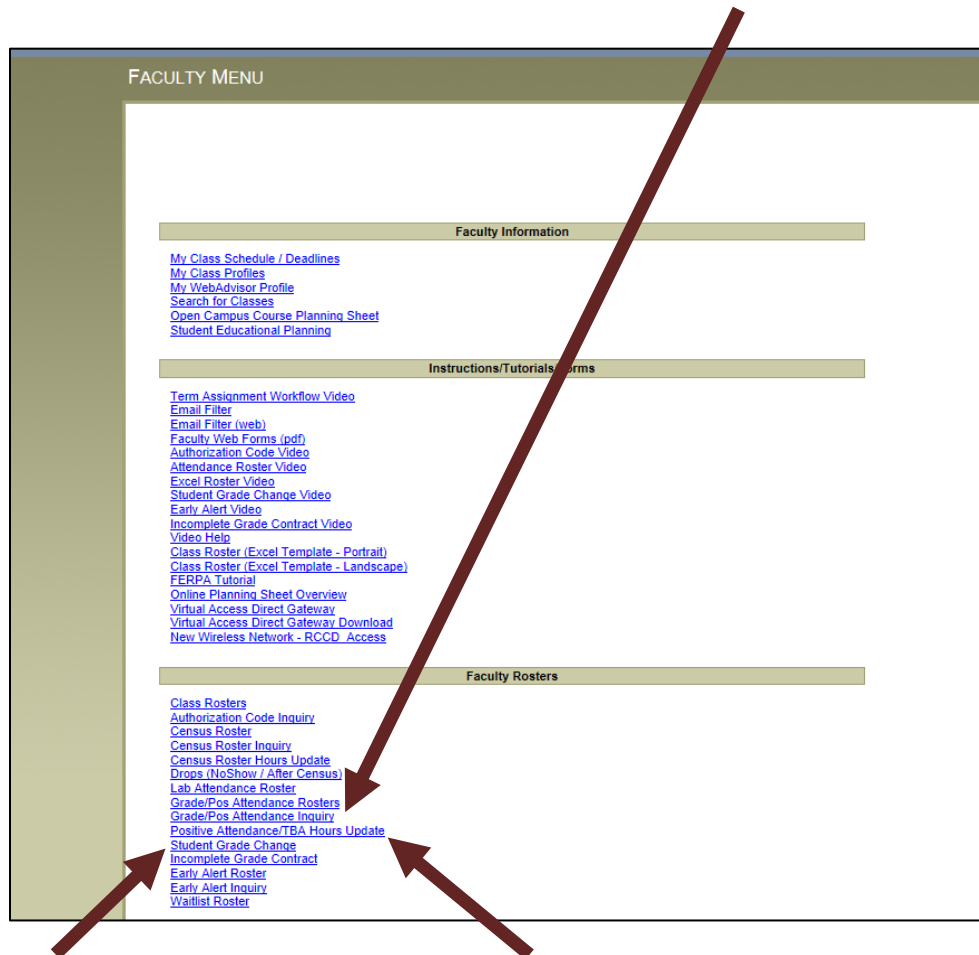 FACULTY MENU
Faculty Information
My Class Schedule / Deadlines
My Class Profiles
My WebAdvisor Profile
Search for Classes
Open Campus Course Planning Sheet
Student Educational Planning
Instructions/Tutorials/Forms
Term Assignment Workflow Video
Email Filter
Email Filter (web)
Faculty Web Forms (pdf)
Authorization Code Video
Attendance Roster Video
Excel Roster Video
Student Grade Change Video
Early Alert Video
Incomplete Grade Contract Video
Video Help
Class Roster (Excel Template - Portrait)
Class Roster (Excel Template - Landscape)
FERPA Tutorial
Online Planning Sheet Overview
Virtual Access Direct Gateway
Virtual Access Direct Gateway Download
New Wireless Network - RCCD_Access
Faculty Rosters
Class Rosters
Authorization Code Inquiry
Census Roster
Census Roster Inquiry
Census Roster Hours Update
Drops (NoShow / After Census)
Lab Attendance Roster
Grade/Pos Attendance Rosters
Grade/Pos Attendance Inquiry
Positive Attendance/TBA Hours Update
Student Grade Change
Incomplete Grade Contract
Early Alert Roster
Early Alert Inquiry
Waitlist Roster